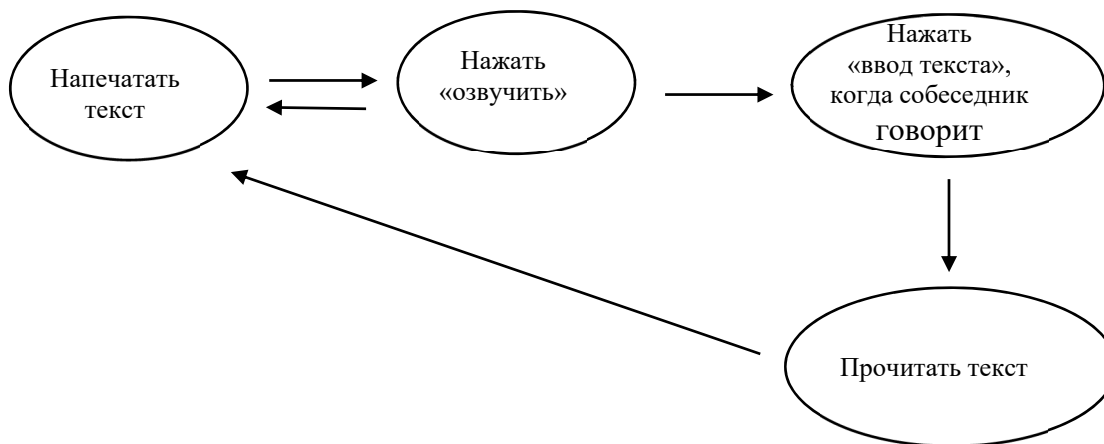 Напечатать
текст
Нажать
«озвучить»
Нажать
«ввод текста»,
когда собеседник
говорит
Прочитать текст